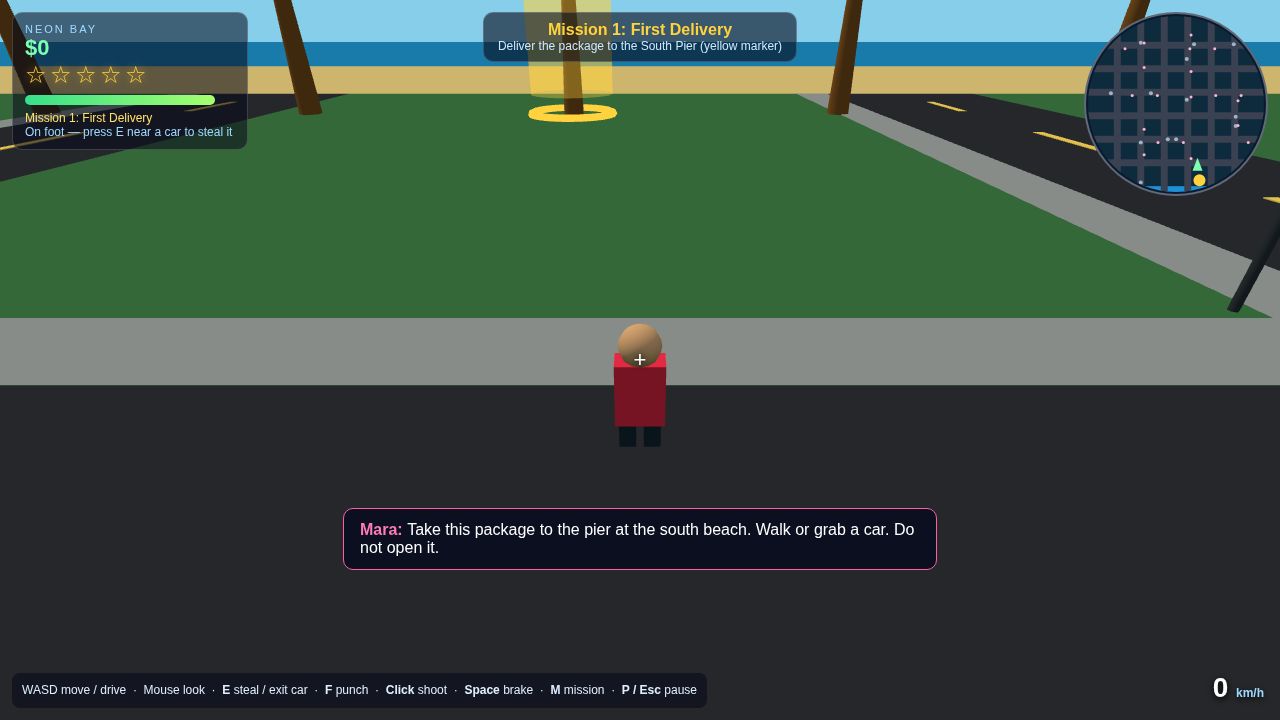 NEON BAY
$0
☆☆☆☆☆
Mission 1: First Delivery
On foot — press E near a car to steal it
Mission 1: First Delivery
Deliver the package to the South Pier (yellow marker)
Mara: Take this package to the pier at the south beach. Walk or grab a car. Do
not open it.
WASD move / drive · Mouse look · E steal / exit car · F punch · Click shoot · Space brake · M mission · P / Esc pause
0 km/h